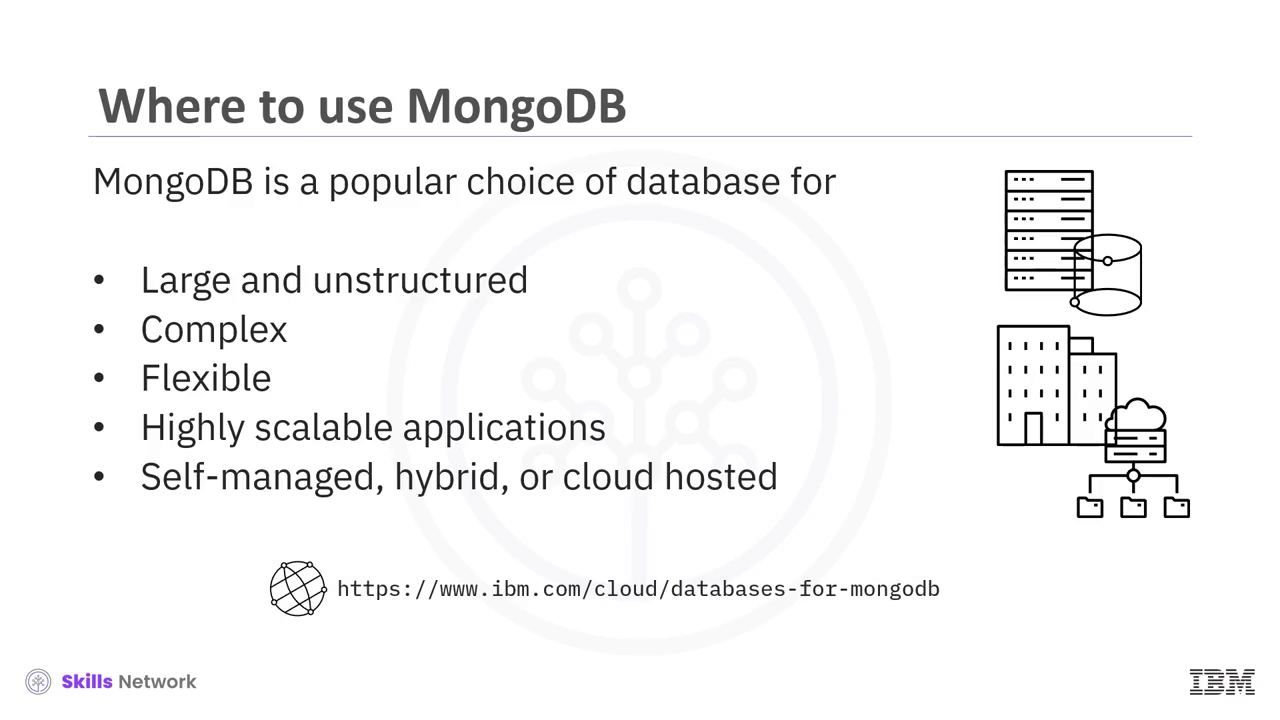 Where to use MongoDB
MongoDB is a popular choice of database for
• Large and unstructured
• Complex
• Flexible
• Highly scalable applications
• Self-managed, hybrid, or cloud hosted
https://www.ibm.com/cloud/databases-for-mongodb
Skills Network
IBM